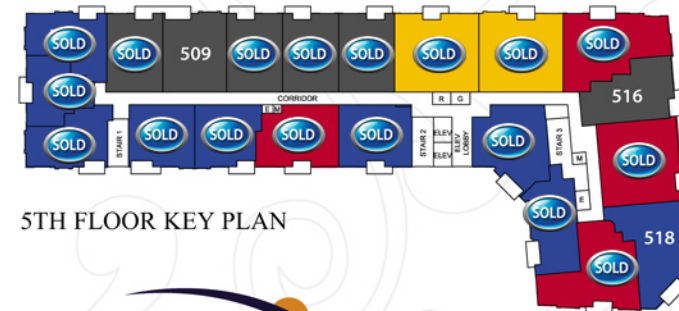 SOLD
SOLD
509
SOLD
SOLD
SOLD
SOLD
SOLD
SOLD
SOLD
516
CORRIDOR
R
G
E
M
SOLD
STAIR 1
SOLD
SOLD
SOLD
SOLD
STAIR 2
ELEV
ELEV
ELEV
LOBBY
SOLD
STAIR 3
M
SOLD
E
SOLD
5TH FLOOR KEY PLAN
518
SOLD